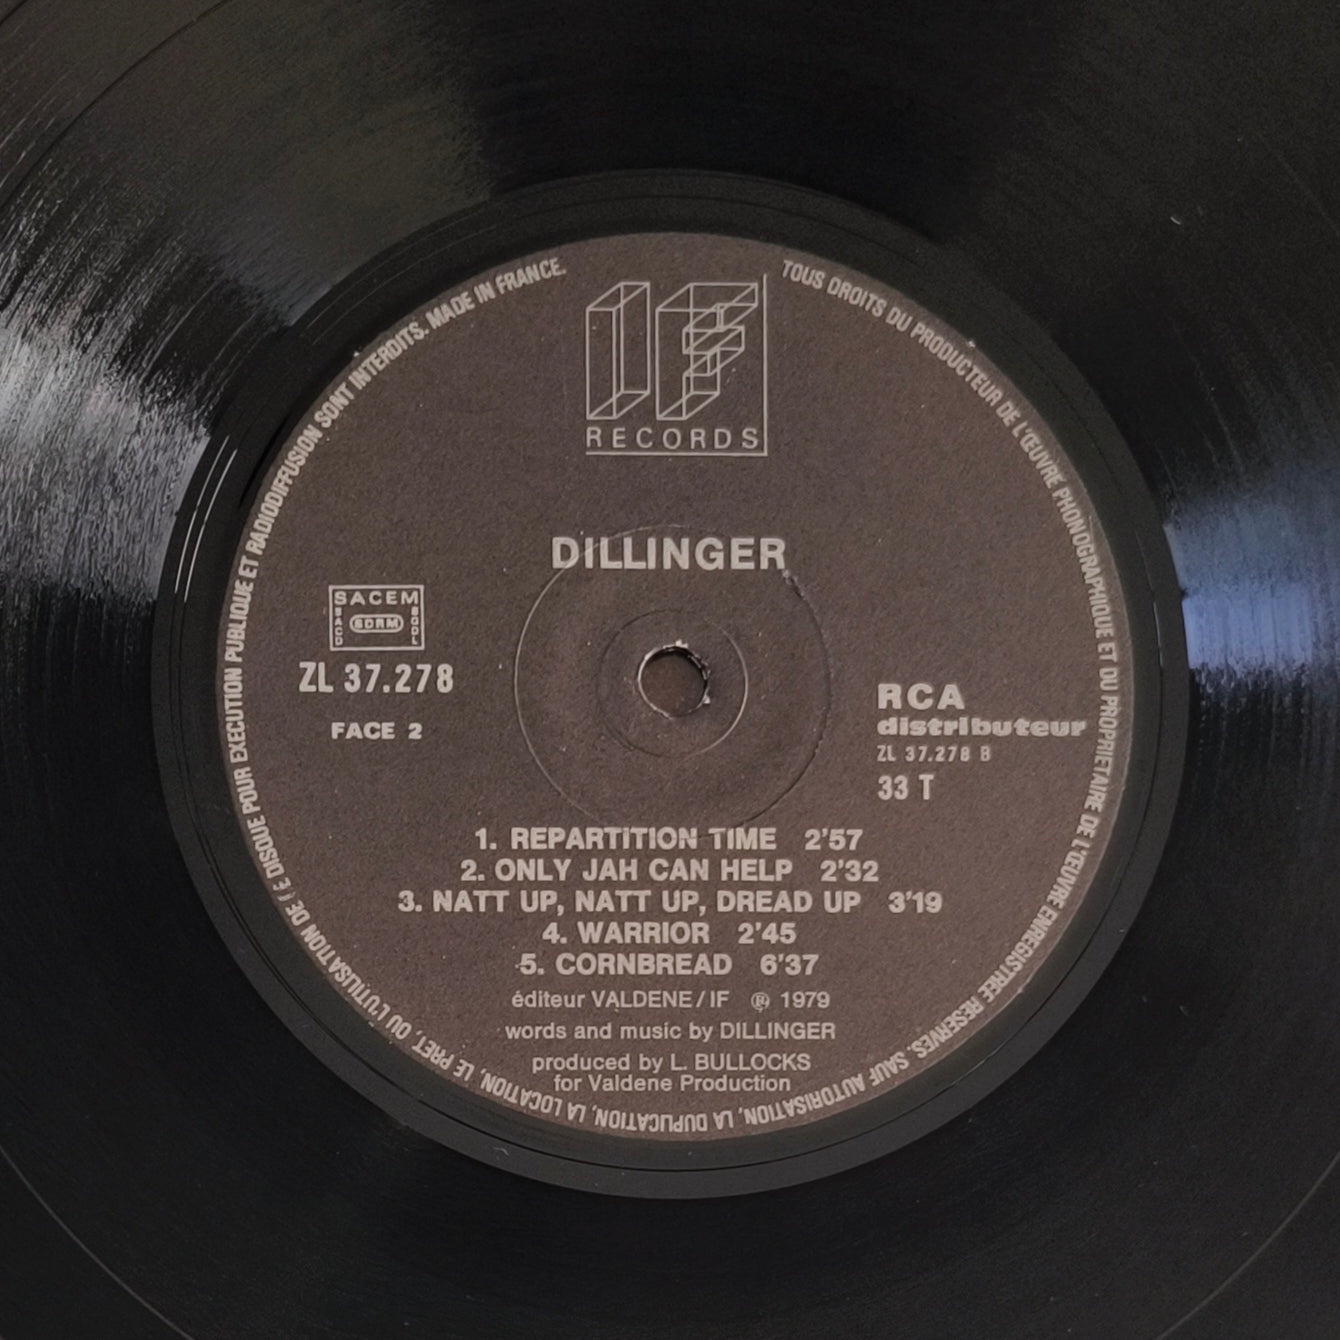 TOUS DROITS DU PRODUCTEUR DE L'ŒUVRE PHONOGRAPHIQUE ET DU PROPRIETAIRE DE L'ŒUVRE ENREGISTREE RESERVES. SAUF AUTORISATION, LA DUPLICATION, LA LOCATION, LE PRET, OU L'UTILISATION DE CE DISQUE POUR EXECUTION PUBLIQUE ET RADIODIFFUSION SONT INTERDITS. MADE IN FRANCE.
IF
RECORDS
DILLINGER
SACEM
SACD SDRM SGDL
ZL 37.278
FACE 2
RCA
distributeur
ZL 37.278 B
33 T
1. REPARTITION TIME 2'57
2. ONLY JAH CAN HELP 2'32
3. NATT UP, NATT UP, DREAD UP 3'19
4. WARRIOR 2'45
5. CORNBREAD 6'37
éditeur VALDENE/IF ℗ 1979
words and music by DILLINGER
produced by L. BULLOCKS
for Valdene Production